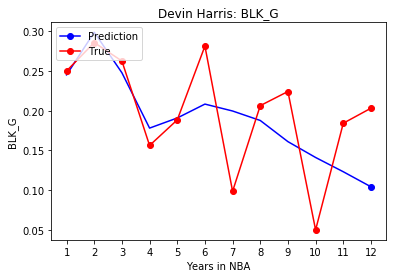 Devin Harris: BLK_G
Prediction
True
BLK_G
0.30
0.25
0.20
0.15
0.10
0.05
1 2 3 4 5 6 7 8 9 10 11 12
Years in NBA